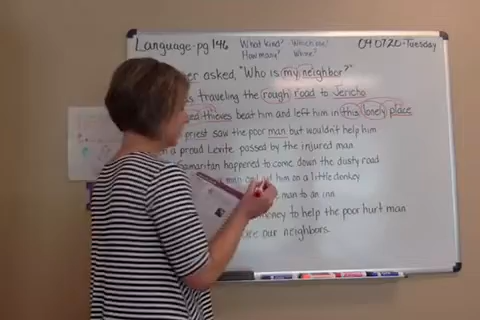 Language - pg 146 What kind? Which one? 04.07.20 - Tuesday
How many? Whose?
er asked, "Who is my neighbor?"
traveling the rough road to Jericho
thieves beat him and left him in this lonely place
priest saw the poor man but wouldn't help him
a proud Levite passed by the injured man
Samaritan happened to come down the dusty road
man him on a little donkey
man to an inn
money to help the poor hurt man
our neighbors.